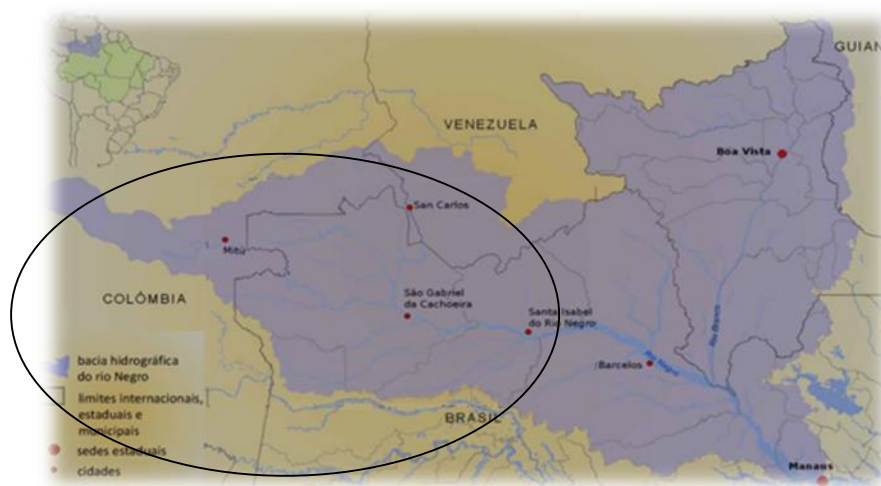 GUIAN
VENEZUELA
Boa Vista
San Carlos
Mitú
COLÔMBIA
São Gabriel
da Cachoeira
Santa Isabel
do Rio Negro
Rio Branco
Rio Negro
Barcelos
BRASIL
Manaus
bacia hidrográfica
do rio Negro
limites internacionais,
estaduais e
municipais
sedes estaduais
cidades